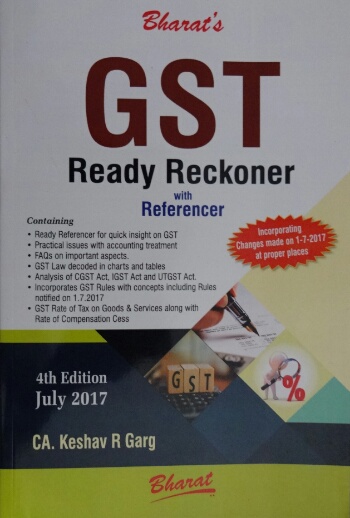 Bharat's
GST
Ready Reckoner
with
Referencer
Containing
• Ready Referencer for quick insight on GST
• Practical issues with accounting treatment
• FAQs on important aspects.
• GST Law decoded in charts and tables
• Analysis of CGST Act, IGST Act and UTGST Act.
• Incorporates GST Rules with concepts including Rules
notified on 1.7.2017
• GST Rate of Tax on Goods & Services along with
Rate of Compensation Cess
Incorporating
Changes made on 1-7-2017
at proper places
4th Edition
July 2017
GST
%
CA. Keshav R Garg
Bharat